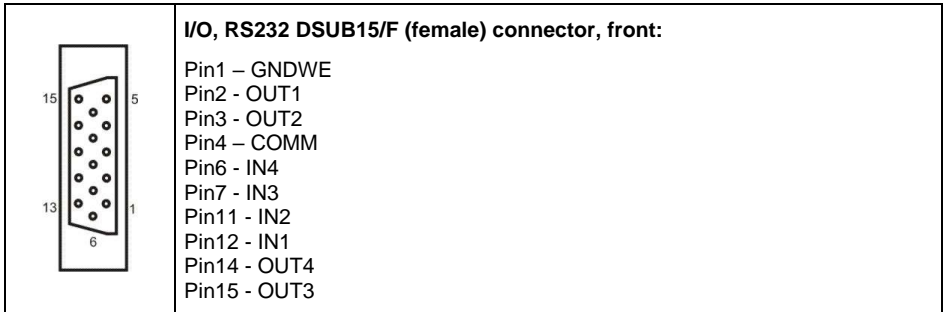 I/O, RS232 DSUB15/F (female) connector, front:
Pin1 – GNDWE
Pin2 - OUT1
Pin3 - OUT2
Pin4 – COMM
Pin6 - IN4
Pin7 - IN3
Pin11 - IN2
Pin12 - IN1
Pin14 - OUT4
Pin15 - OUT3
15 5
13 1
6